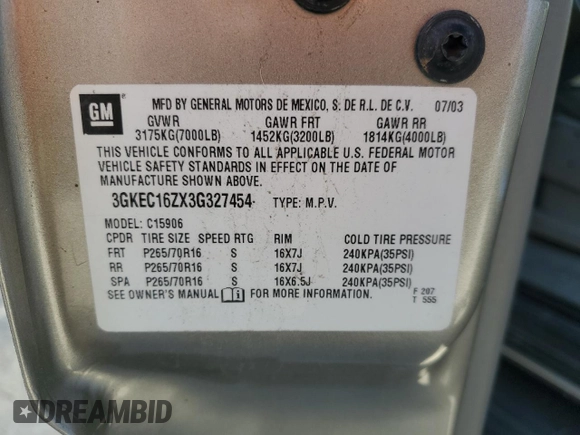 GM
MFD BY GENERAL MOTORS DE MEXICO, S. DE R.L. DE C.V. 07/03
GVWR GAWR FRT GAWR RR
3175KG(7000LB) 1452KG(3200LB) 1814KG(4000LB)
THIS VEHICLE CONFORMS TO ALL APPLICABLE U.S. FEDERAL MOTOR
VEHICLE SAFETY STANDARDS IN EFFECT ON THE DATE OF
MANUFACTURE SHOWN ABOVE.
3GKEC16ZX3G327454 TYPE: M.P.V.
MODEL: C15906
CPDR TIRE SIZE SPEED RTG RIM COLD TIRE PRESSURE
FRT P265/70R16 S 16X7J 240KPA(35PSI)
RR P265/70R16 S 16X7J 240KPA(35PSI)
SPA P265/70R16 S 16X6.5J 240KPA(35PSI)
SEE OWNER'S MANUAL FOR MORE INFORMATION. F 207
T 555
DREAMBID